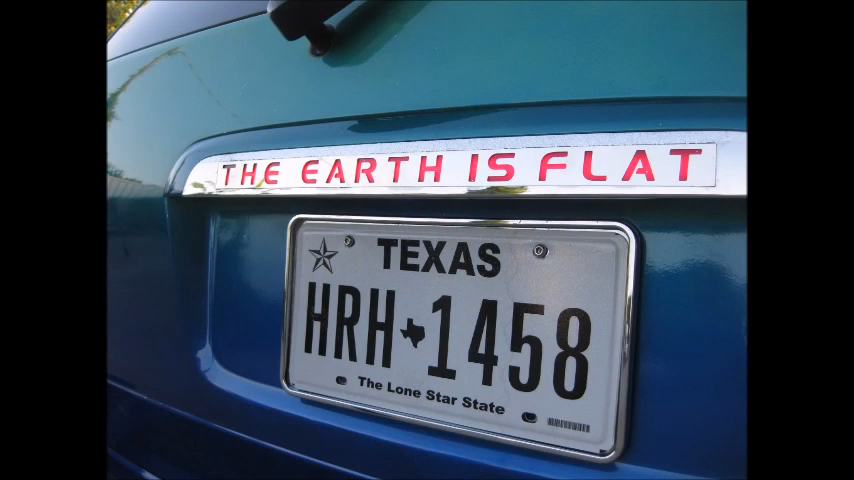 THE EARTH IS FLAT
TEXAS
HRH 1458
The Lone Star State